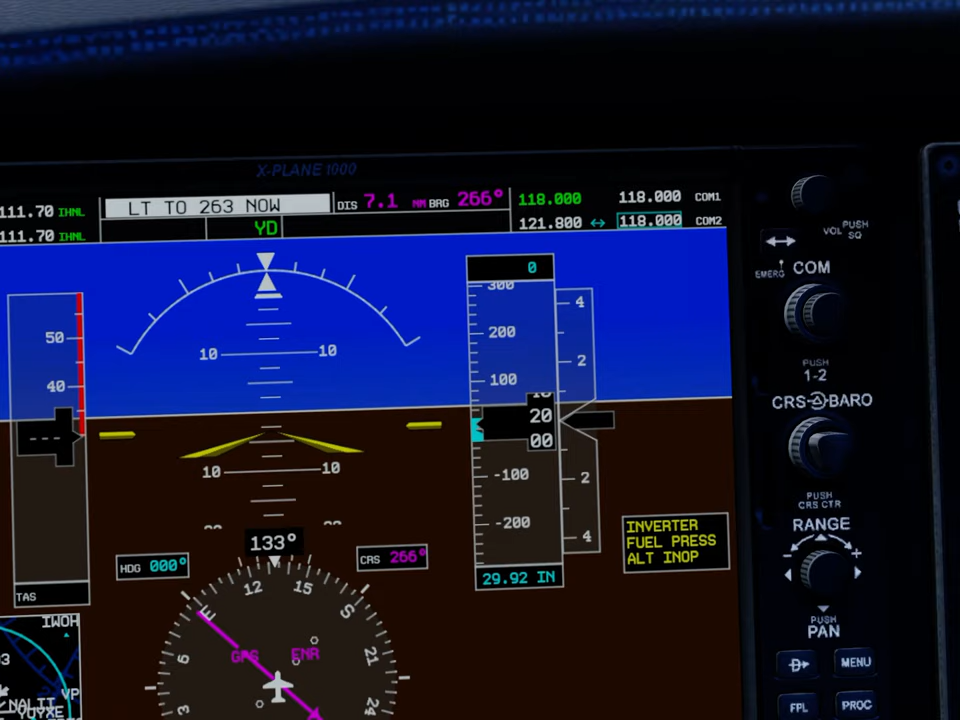 X-PLANE 1000
111.70 IHNL
111.70 IHNL
LT TO 263 NOW
DIS 7.1 NM BRG 266°
YD
118.000 118.000 COM1
121.800 ↔ 118.000 COM2
VOL PUSH SQ
EMERG COM
PUSH
1-2
CRS BARO
PUSH
CRS CTR
RANGE
- +
PUSH
PAN
D MENU
FPL PROC
50
40
---
TAS
10 10
10 10
0
300
200
100
20
00
-100
-200
29.92 IN
4
2
2
4
INVERTER
FUEL PRESS
ALT INOP
133°
HDG 000°
CRS 266°
12 15
E S
6 21
3 24
GPS ENR
IWOH
VP
NALIT